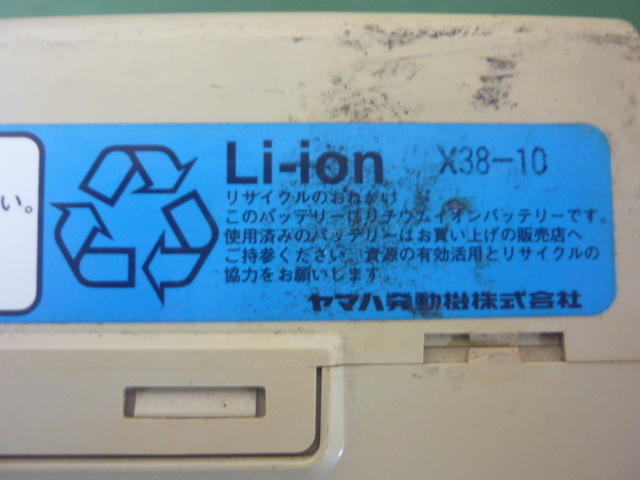 Li-ion X38-10
リサイクルのおねがい
い。
このバッテリーはリチウムイオンバッテリーです。
使用済みのバッテリーはお買い上げの販売店へ
ご持参ください。資源の有効活用とリサイクルの
協力をお願いします。
ヤマハ発動機株式会社